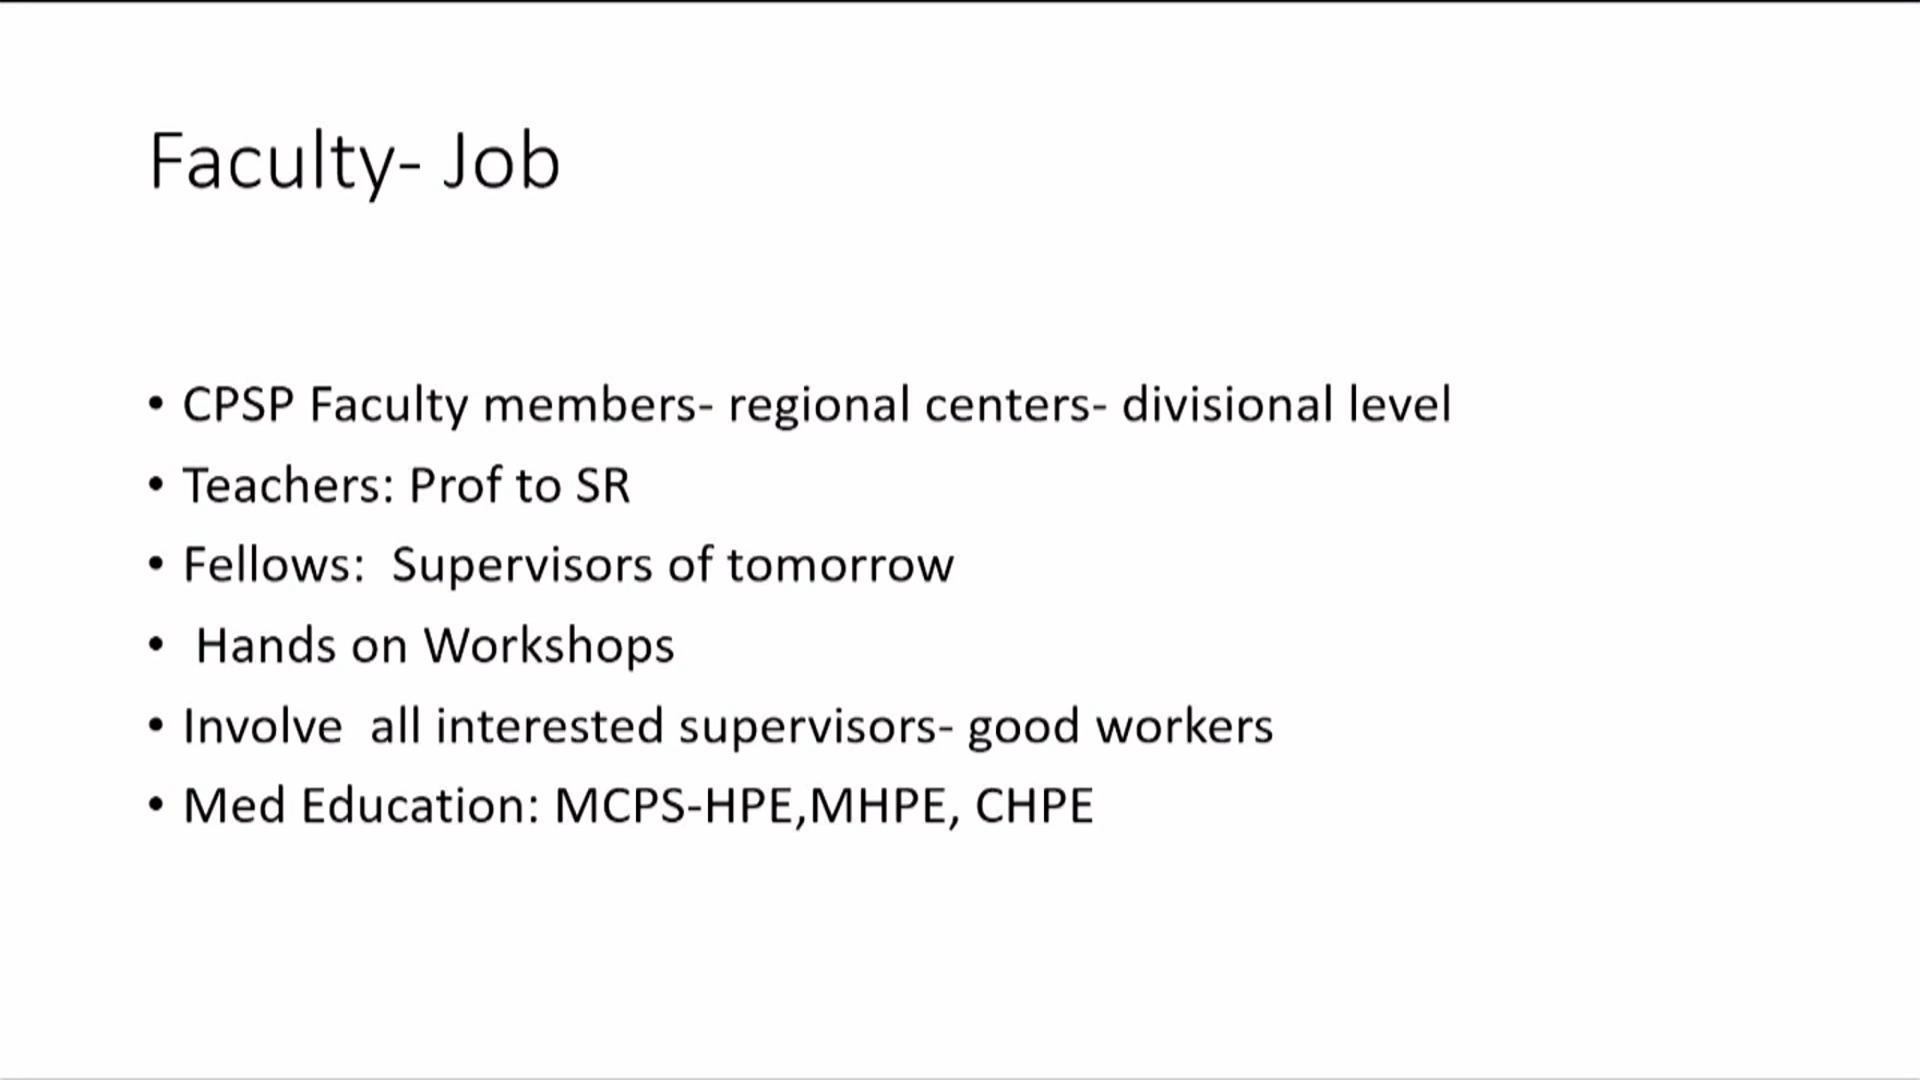 Faculty- Job
• CPSP Faculty members- regional centers- divisional level
• Teachers: Prof to SR
• Fellows:  Supervisors of tomorrow
•  Hands on Workshops
• Involve  all interested supervisors- good workers
• Med Education: MCPS-HPE,MHPE, CHPE